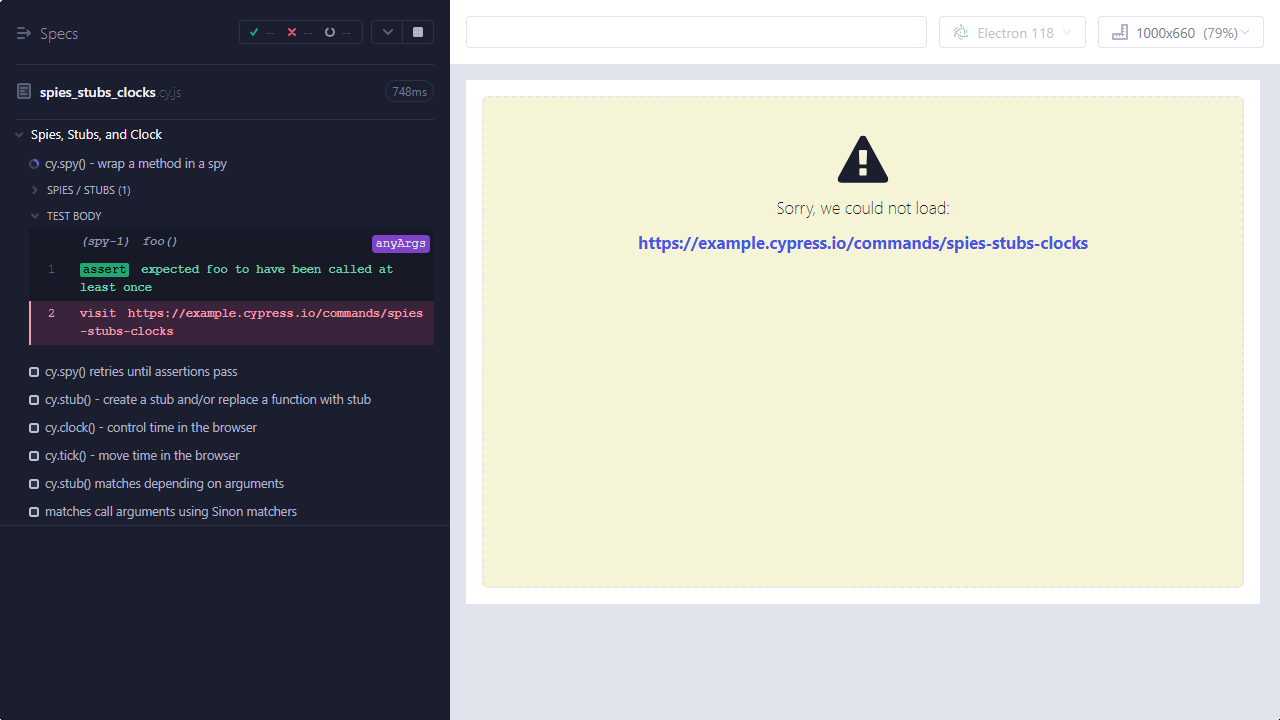 Specs
--
--
--
spies_stubs_clocks cy.js
748ms
Spies, Stubs, and Clock
cy.spy() - wrap a method in a spy
SPIES / STUBS (1)
TEST BODY
(spy-1) foo()
anyArgs
1 assert expected foo to have been called at
least once
2 visit https://example.cypress.io/commands/spies
-stubs-clocks
cy.spy() retries until assertions pass
cy.stub() - create a stub and/or replace a function with stub
cy.clock() - control time in the browser
cy.tick() - move time in the browser
cy.stub() matches depending on arguments
matches call arguments using Sinon matchers
Electron 118
1000x660 (79%)
Sorry, we could not load:
https://example.cypress.io/commands/spies-stubs-clocks